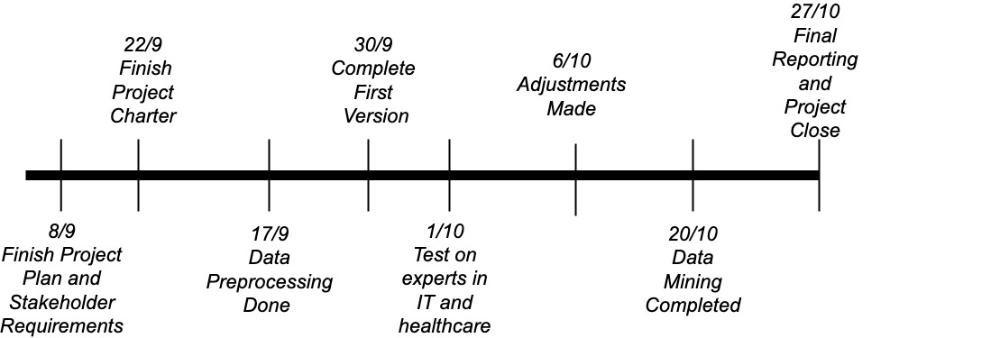 8/9
Finish Project
Plan and
Stakeholder
Requirements
22/9
Finish
Project
Charter
17/9
Data
Preprocessing
Done
30/9
Complete
First
Version
1/10
Test on
experts in
IT and
healthcare
6/10
Adjustments
Made
20/10
Data
Mining
Completed
27/10
Final
Reporting
and
Project
Close